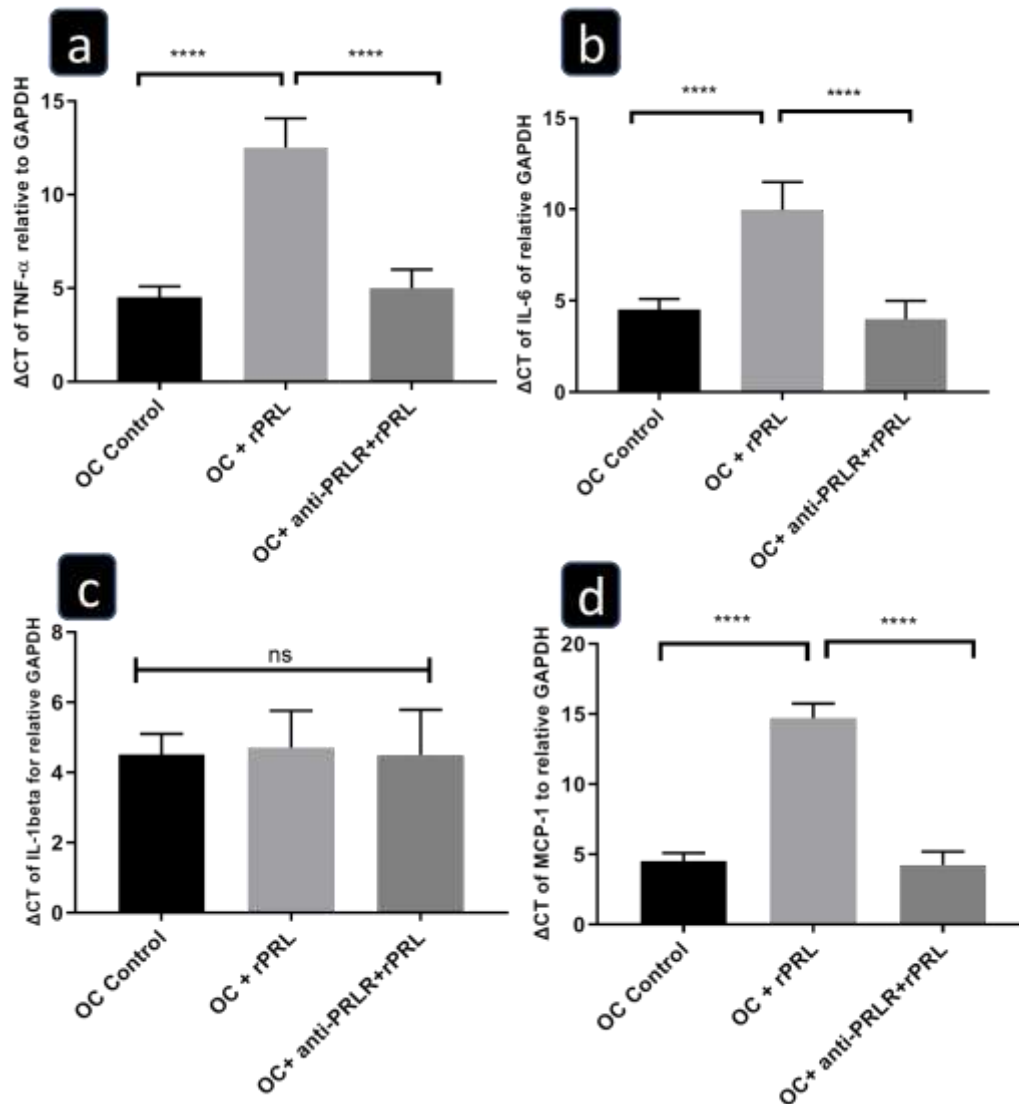 a
**** ****
ΔCT of TNF-α relative to GAPDH
15
10
5
0
OC Control
OC + rPRL
OC+ anti-PRLR+rPRL
b
**** ****
ΔCT of IL-6 of relative GAPDH
15
10
5
0
OC Control
OC + rPRL
OC+ anti-PRLR+rPRL
c
ns
ΔCT of IL-1beta for relative GAPDH
8
6
4
2
0
OC Control
OC + rPRL
OC+ anti-PRLR+rPRL
d
**** ****
ΔCT of MCP-1 to relative GAPDH
20
15
10
5
0
OC Control
OC + rPRL
OC+ anti-PRLR+rPRL